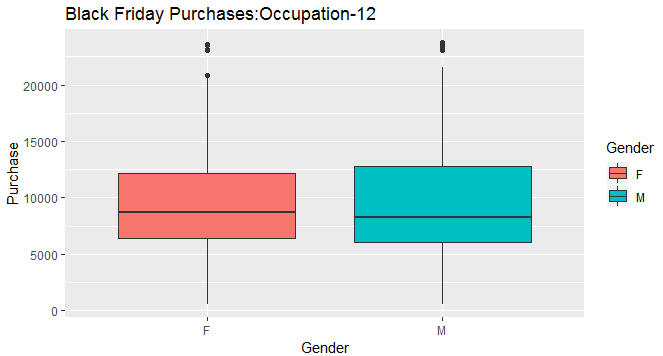 Black Friday Purchases:Occupation-12
Purchase
20000
15000
10000
5000
0
F
M
Gender
Gender
F
M